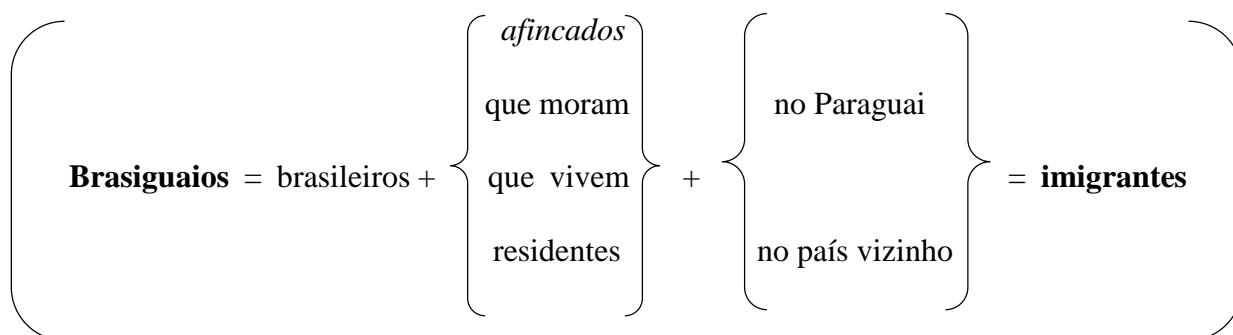 afincados
que moram
no Paraguai
Brasiguaios = brasileiros + que vivem + = imigrantes
residentes
no país vizinho